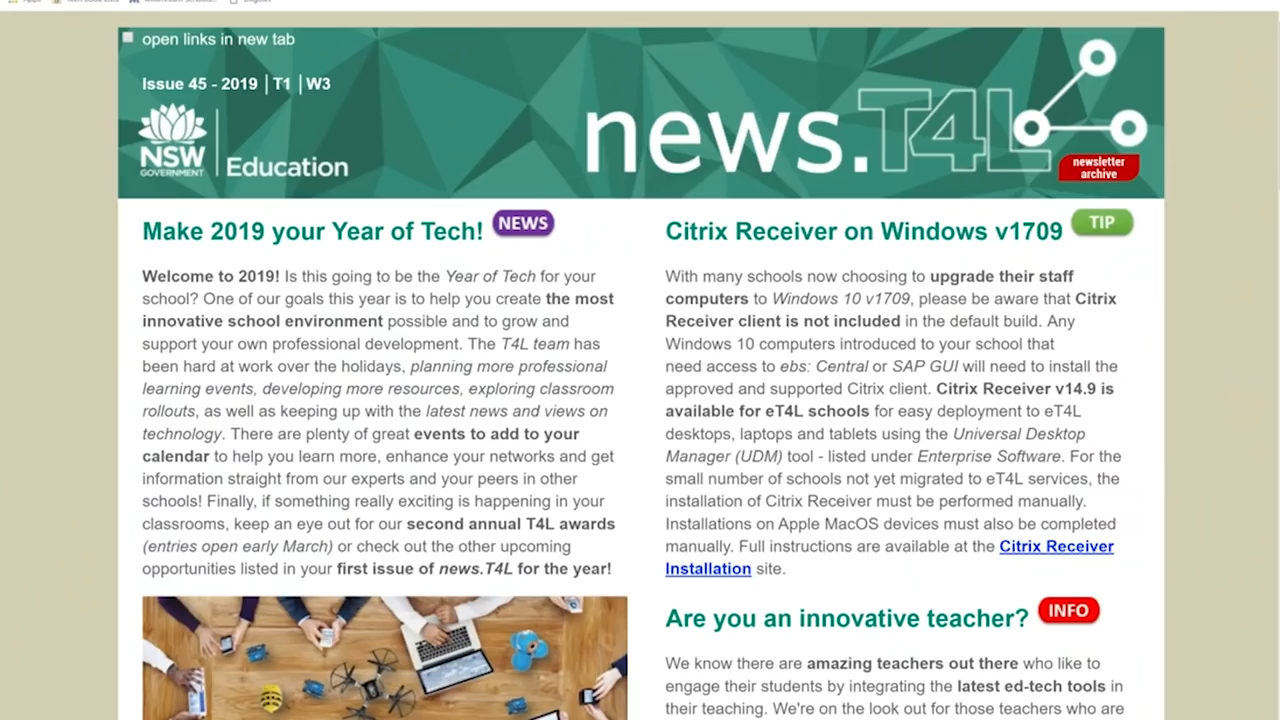 open links in new tab
Issue 45 - 2019 | T1 | W3
NSW
GOVERNMENT
Education
news.T4L
newsletter
archive
Make 2019 your Year of Tech! NEWS
Welcome to 2019! Is this going to be the Year of Tech for your
school? One of our goals this year is to help you create the most
innovative school environment possible and to grow and
support your own professional development. The T4L team has
been hard at work over the holidays, planning more professional
learning events, developing more resources, exploring classroom
rollouts, as well as keeping up with the latest news and views on
technology. There are plenty of great events to add to your
calendar to help you learn more, enhance your networks and get
information straight from our experts and your peers in other
schools! Finally, if something really exciting is happening in your
classrooms, keep an eye out for our second annual T4L awards
(entries open early March) or check out the other upcoming
opportunities listed in your first issue of news.T4L for the year!
Citrix Receiver on Windows v1709 TIP
With many schools now choosing to upgrade their staff
computers to Windows 10 v1709, please be aware that Citrix
Receiver client is not included in the default build. Any
Windows 10 computers introduced to your school that
need access to ebs: Central or SAP GUI will need to install the
approved and supported Citrix client. Citrix Receiver v14.9 is
available for eT4L schools for easy deployment to eT4L
desktops, laptops and tablets using the Universal Desktop
Manager (UDM) tool - listed under Enterprise Software. For the
small number of schools not yet migrated to eT4L services, the
installation of Citrix Receiver must be performed manually.
Installations on Apple MacOS devices must also be completed
manually. Full instructions are available at the Citrix Receiver
Installation site.
Are you an innovative teacher? INFO
We know there are amazing teachers out there who like to
engage their students by integrating the latest ed-tech tools in
their teaching. We're on the look out for those teachers who are